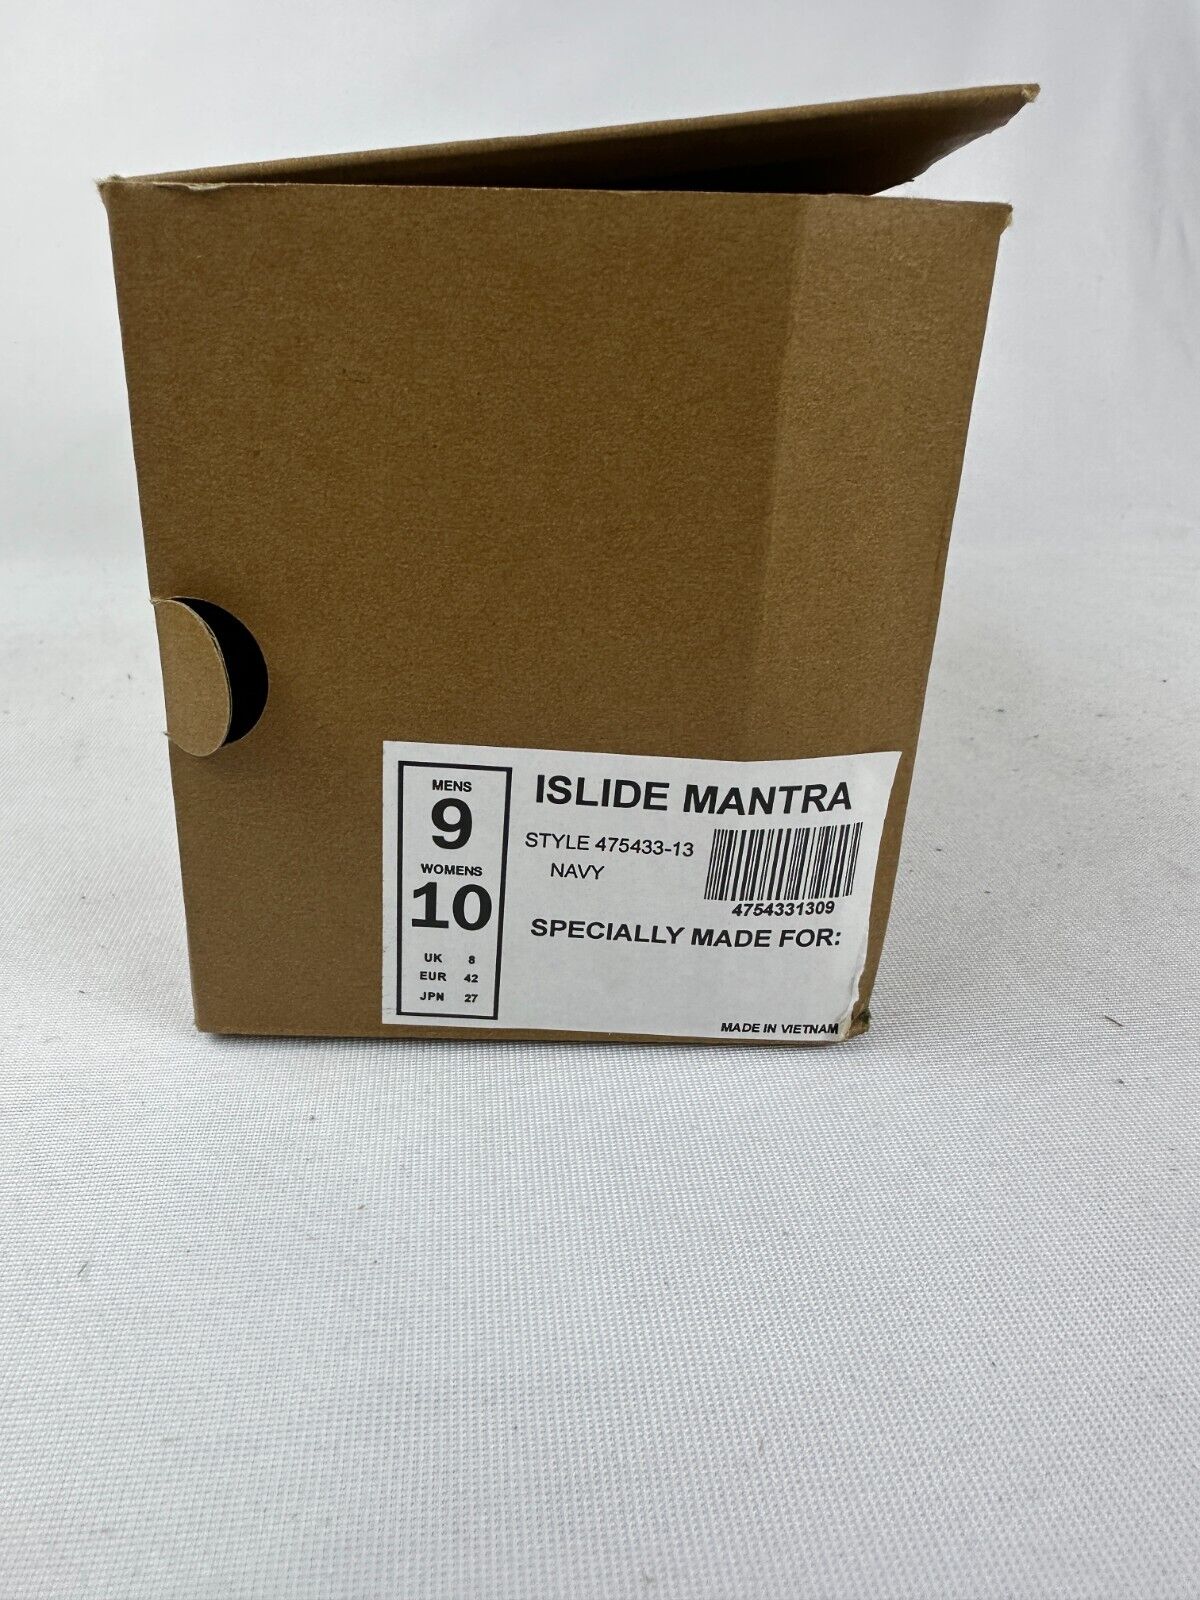 MENS
9
WOMENS
10
UK 8
EUR 42
JPN 27
ISLIDE MANTRA
STYLE 475433-13
NAVY
4754331309
SPECIALLY MADE FOR:
MADE IN VIETNAM